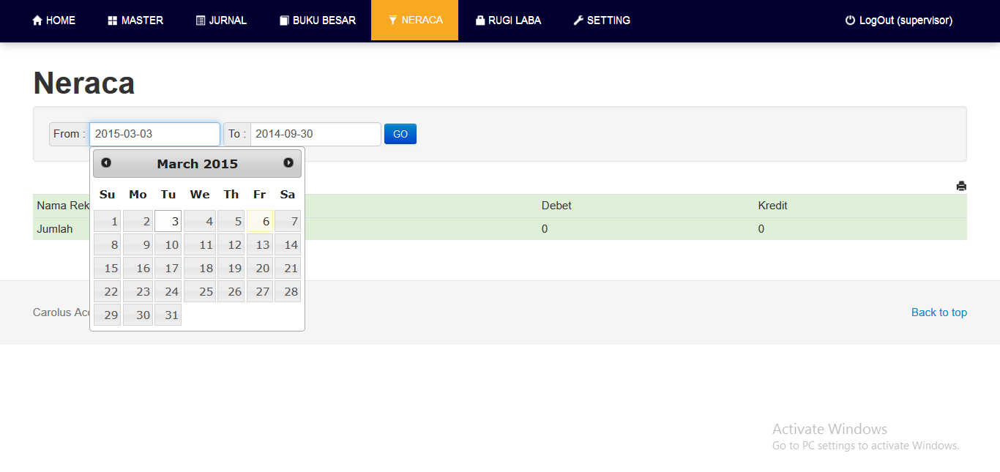 HOME MASTER JURNAL BUKU BESAR NERACA RUGI LABA SETTING LogOut (supervisor)
Neraca
From : 2015-03-03 To : 2014-09-30 GO
March 2015
Su Mo Tu We Th Fr Sa
1 2 3 4 5 6 7
8 9 10 11 12 13 14
15 16 17 18 19 20 21
22 23 24 25 26 27 28
29 30 31
Nama Rek Debet Kredit
Jumlah 0 0
Carolus Acc Back to top
Activate Windows
Go to PC settings to activate Windows.